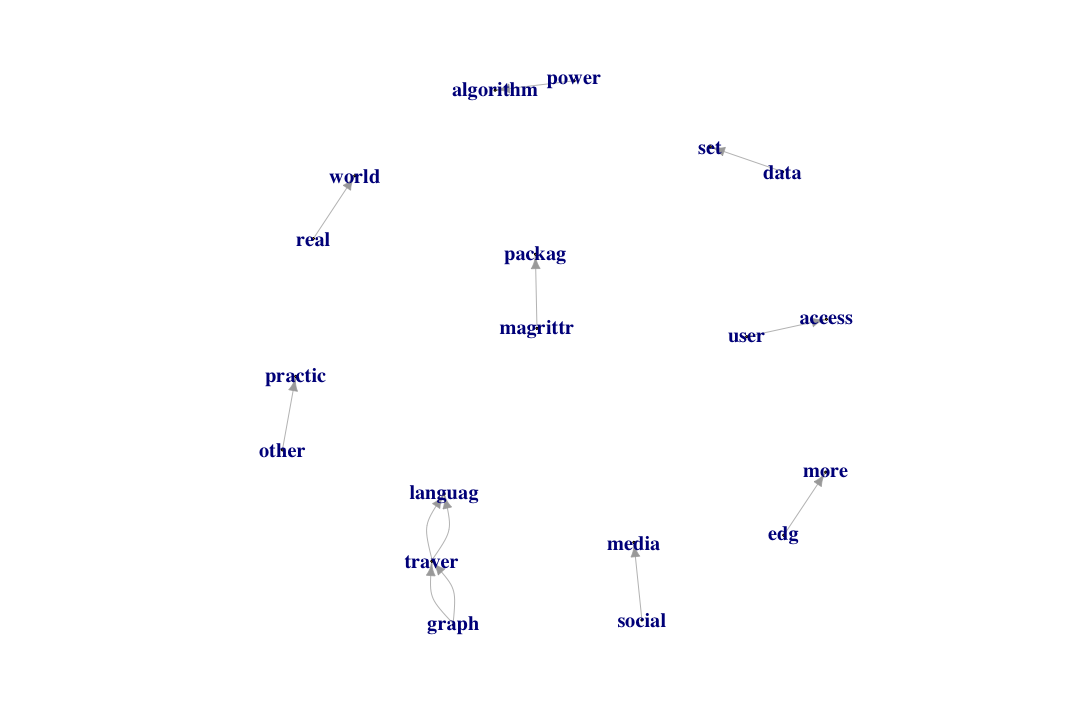 power
algorithm
set
data
world
real
packag
magrittr
access
user
practic
other
more
languag
edg
media
traver
social
graph